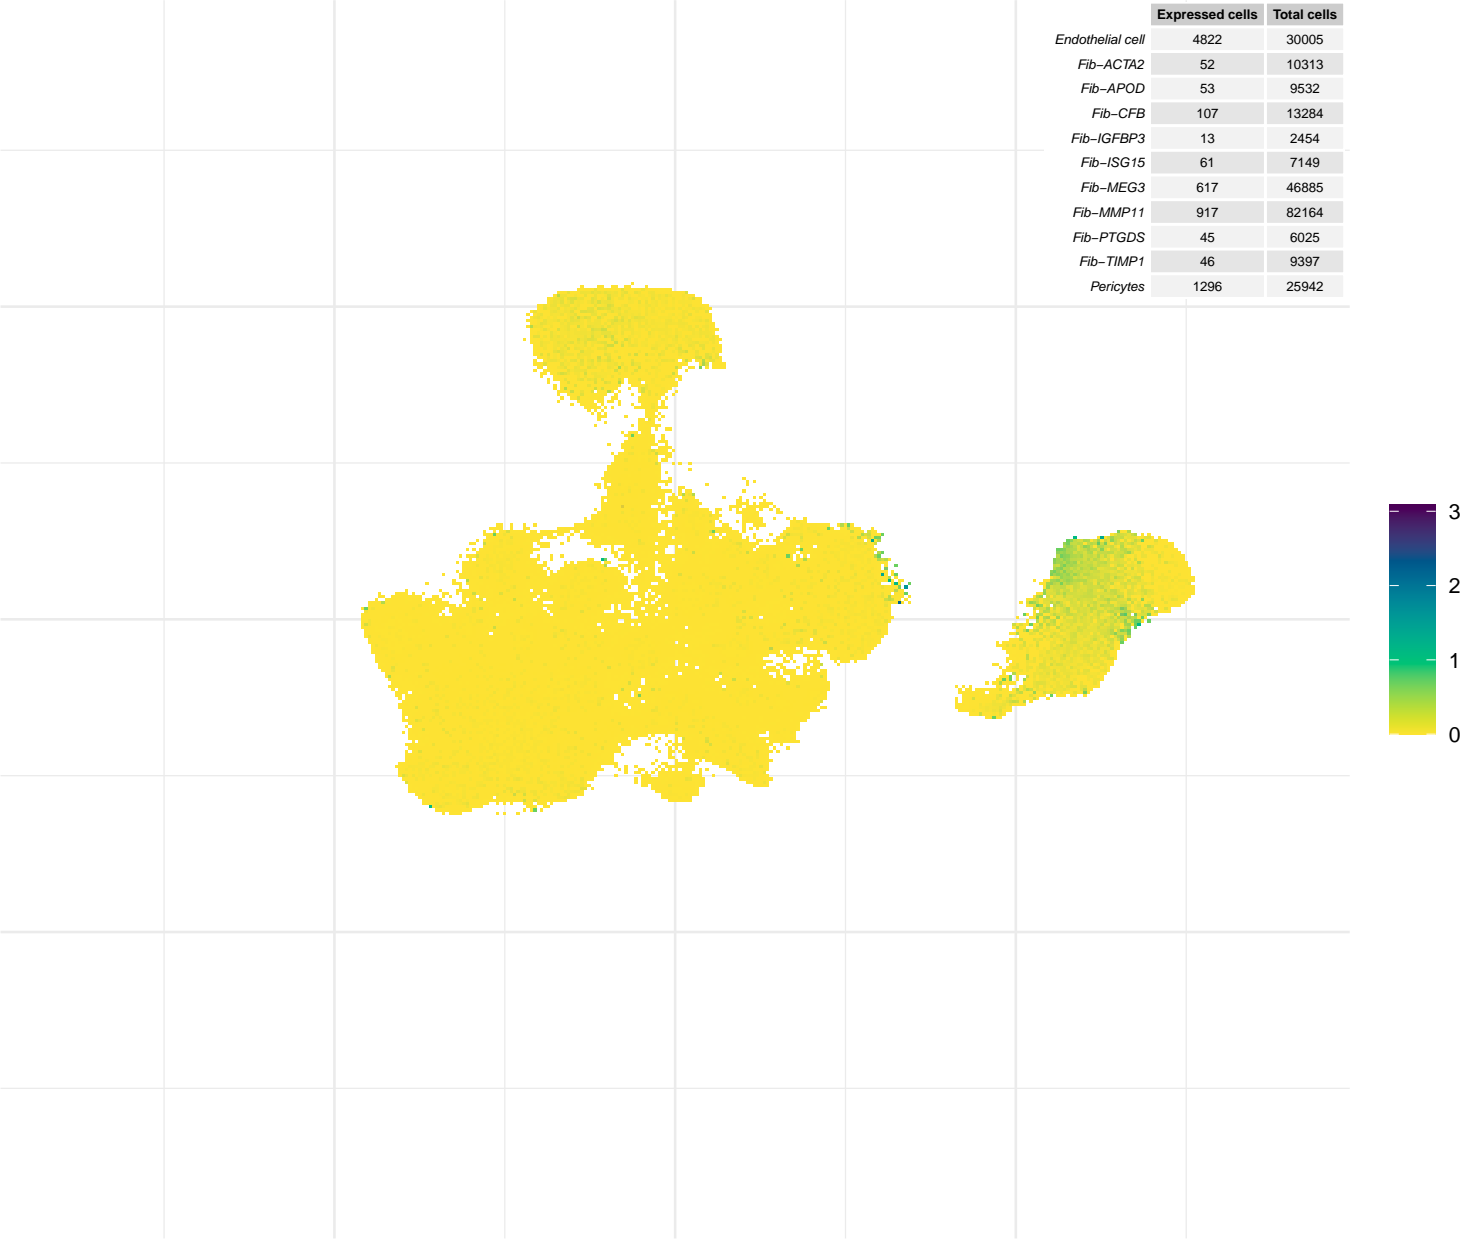 Expressed cells Total cells
Endothelial cell 4822 30005
Fib−ACTA2 52 10313
Fib−APOD 53 9532
Fib−CFB 107 13284
Fib−IGFBP3 13 2454
Fib−ISG15 61 7149
Fib−MEG3 617 46885
Fib−MMP11 917 82164
Fib−PTGDS 45 6025
Fib−TIMP1 46 9397
Pericytes 1296 25942
3
2
1
0